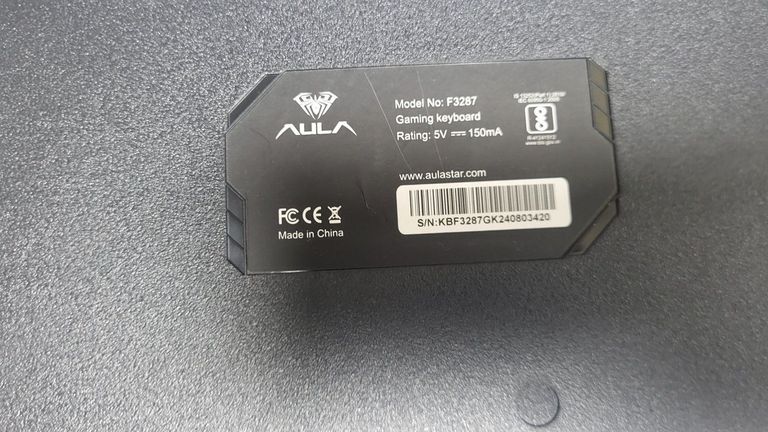 AULA
Model No: F3287
Gaming keyboard
Rating: 5V 150mA
www.aulastar.com
FC CE
Made in China
S/N:KBF3287GK240803420